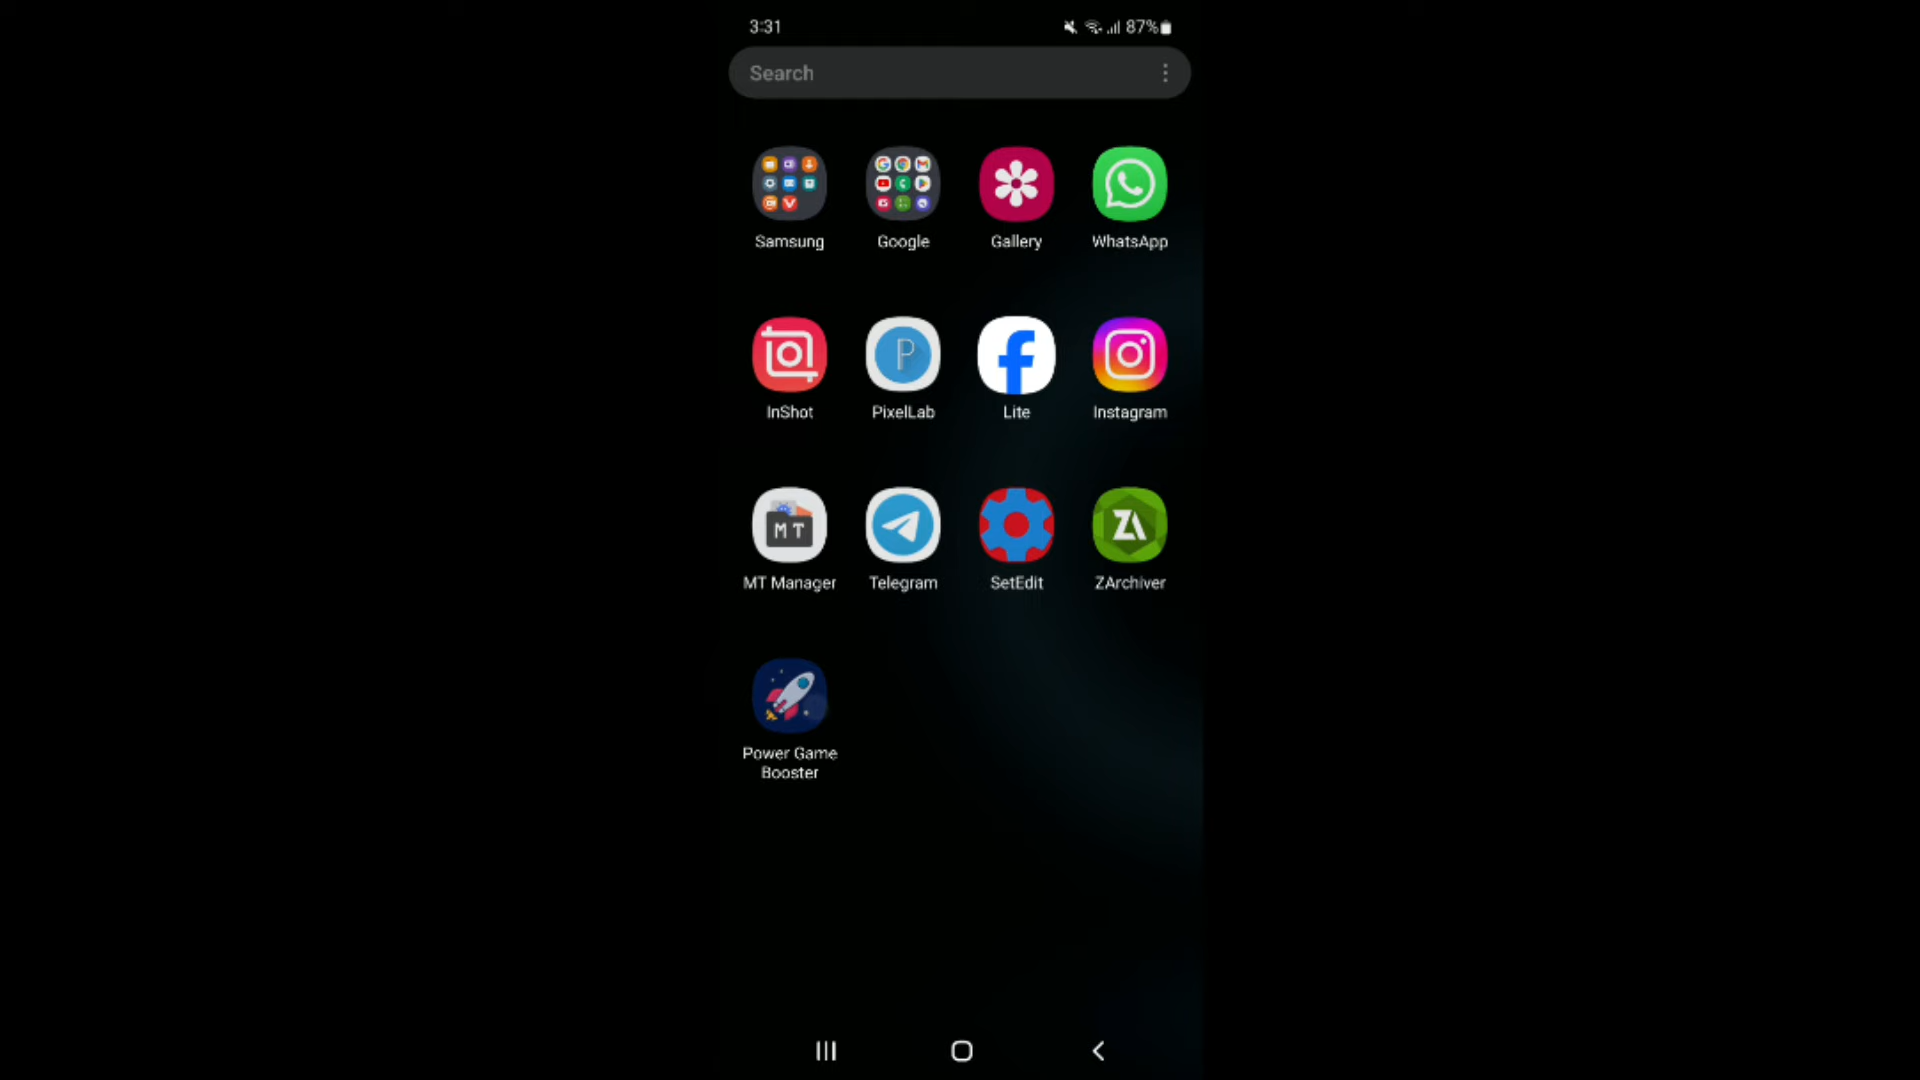 3:31 87%
Search
Samsung Google Gallery WhatsApp
InShot PixelLab Lite Instagram
MT Manager Telegram SetEdit ZArchiver
Power Game
Booster